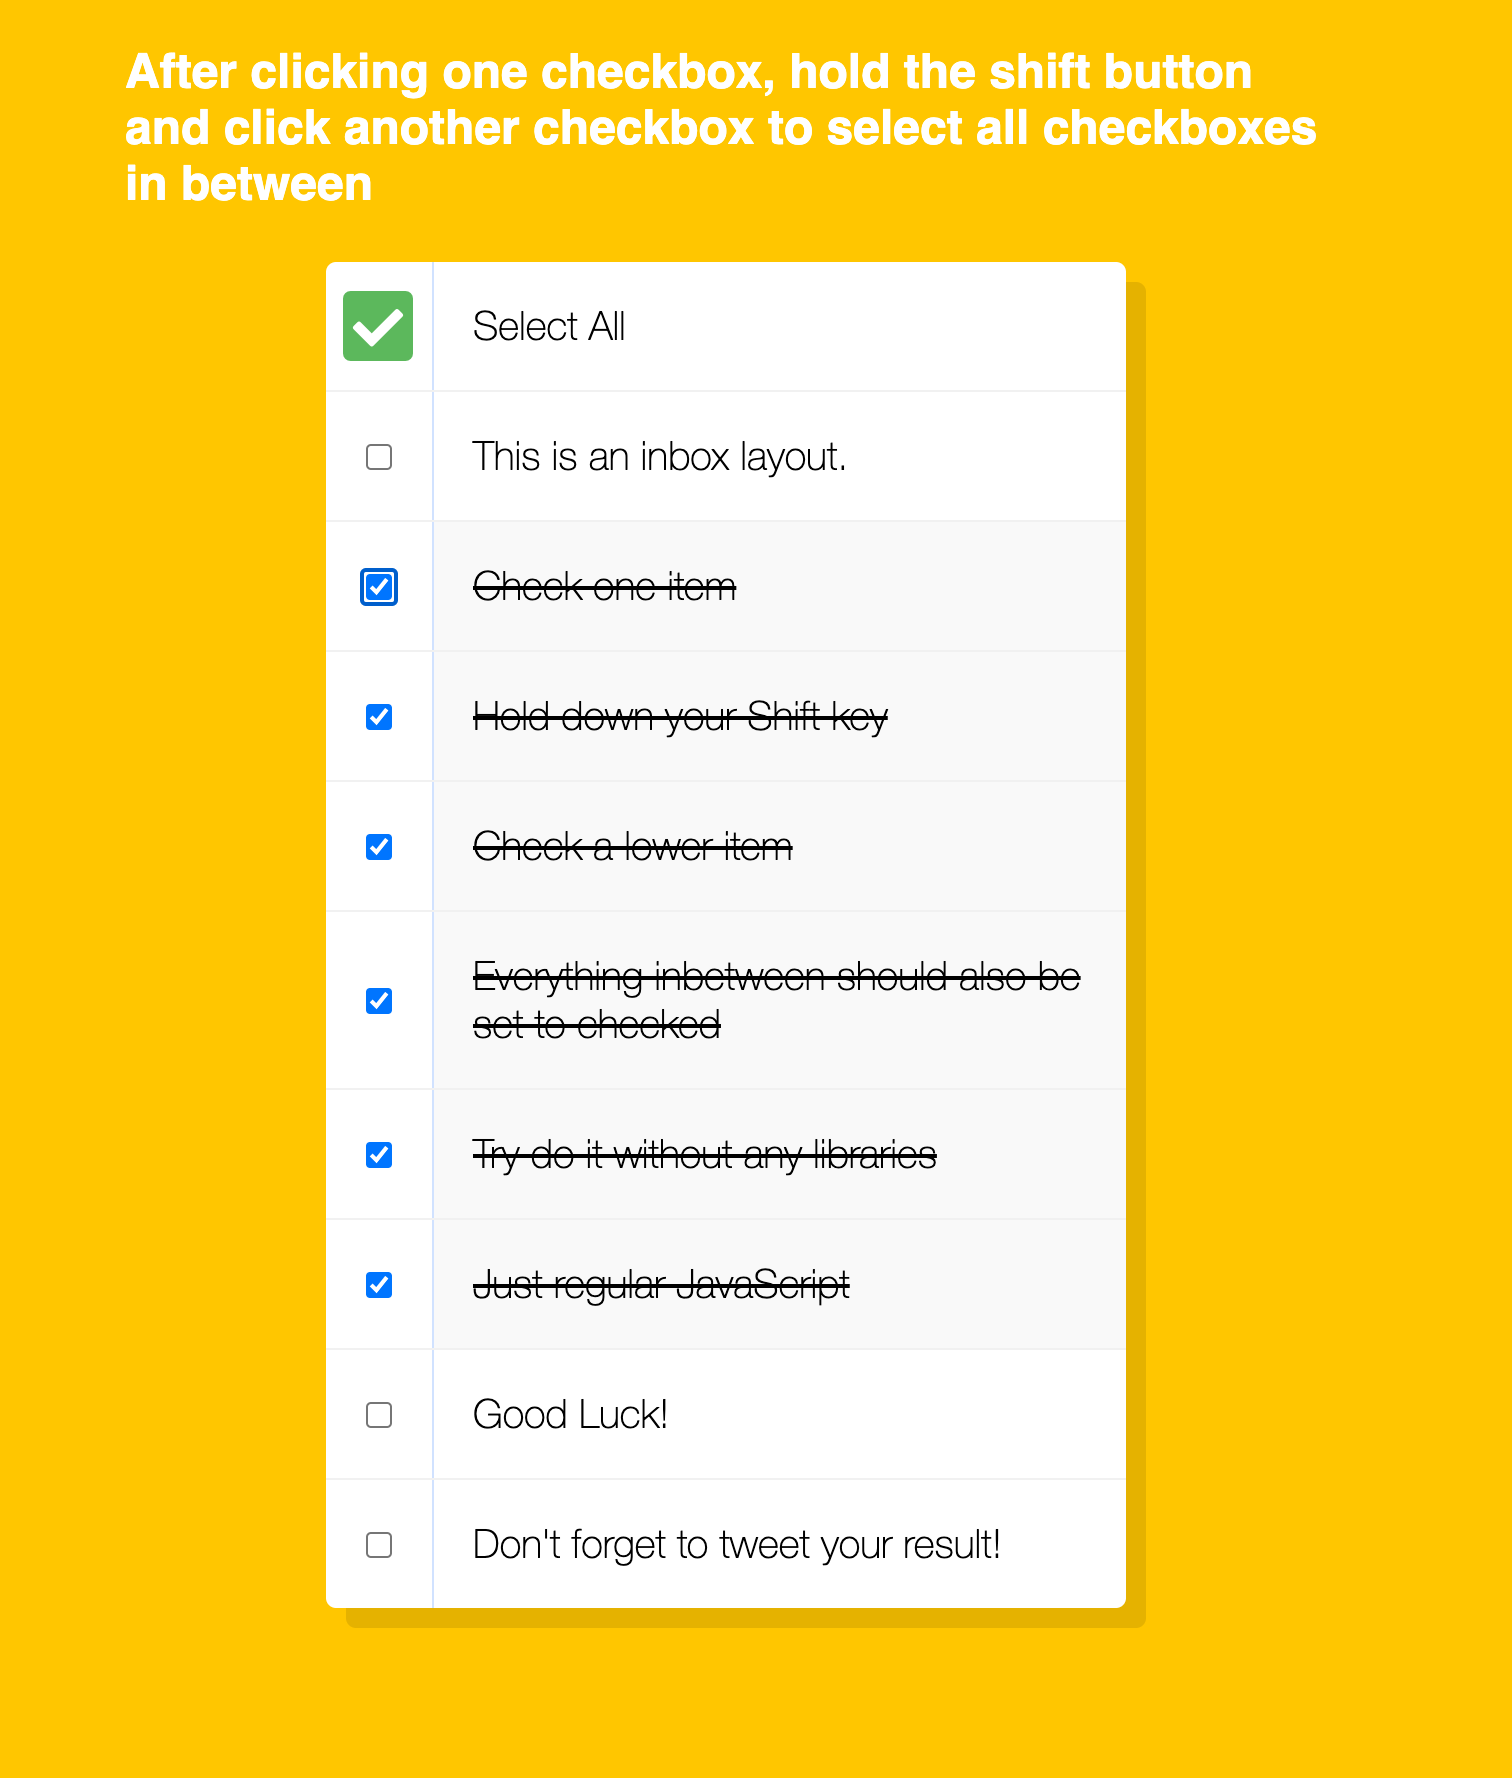 After clicking one checkbox, hold the shift button
and click another checkbox to select all checkboxes
in between
Select All
This is an inbox layout.
Check one item
Hold down your Shift key
Check a lower item
Everything inbetween should also be
set to checked
Try do it without any libraries
Just regular JavaScript
Good Luck!
Don't forget to tweet your result!